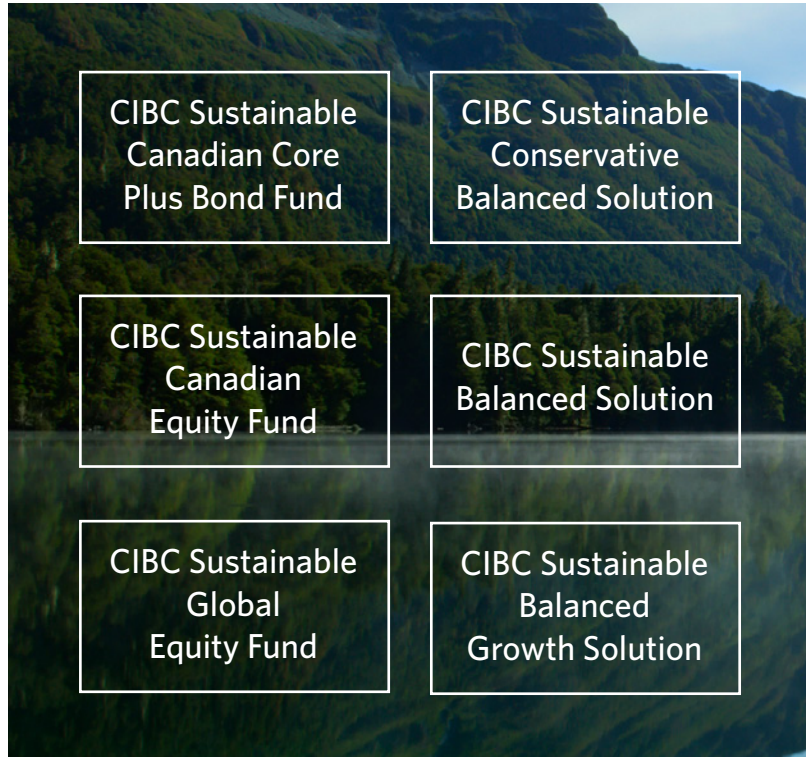 CIBC Sustainable
Canadian Core
Plus Bond Fund
CIBC Sustainable
Conservative
Balanced Solution
CIBC Sustainable
Canadian
Equity Fund
CIBC Sustainable
Balanced Solution
CIBC Sustainable
Global
Equity Fund
CIBC Sustainable
Balanced
Growth Solution